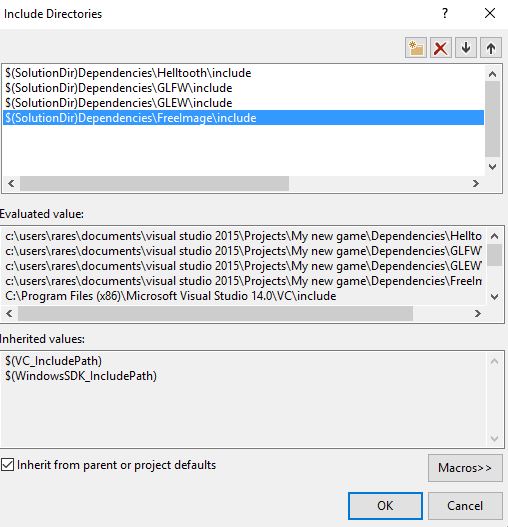 Include Directories
? ×
$(SolutionDir)Dependencies\Helltooth\include
$(SolutionDir)Dependencies\GLFW\include
$(SolutionDir)Dependencies\GLEW\include
$(SolutionDir)Dependencies\FreeImage\include
Evaluated value:
c:\users\rares\documents\visual studio 2015\Projects\My new game\Dependencies\Hellto
c:\users\rares\documents\visual studio 2015\Projects\My new game\Dependencies\GLFW
c:\users\rares\documents\visual studio 2015\Projects\My new game\Dependencies\GLEW
c:\users\rares\documents\visual studio 2015\Projects\My new game\Dependencies\FreeIm
C:\Program Files (x86)\Microsoft Visual Studio 14.0\VC\include
Inherited values:
$(VC_IncludePath)
$(WindowsSDK_IncludePath)
Inherit from parent or project defaults
Macros>>
OK
Cancel